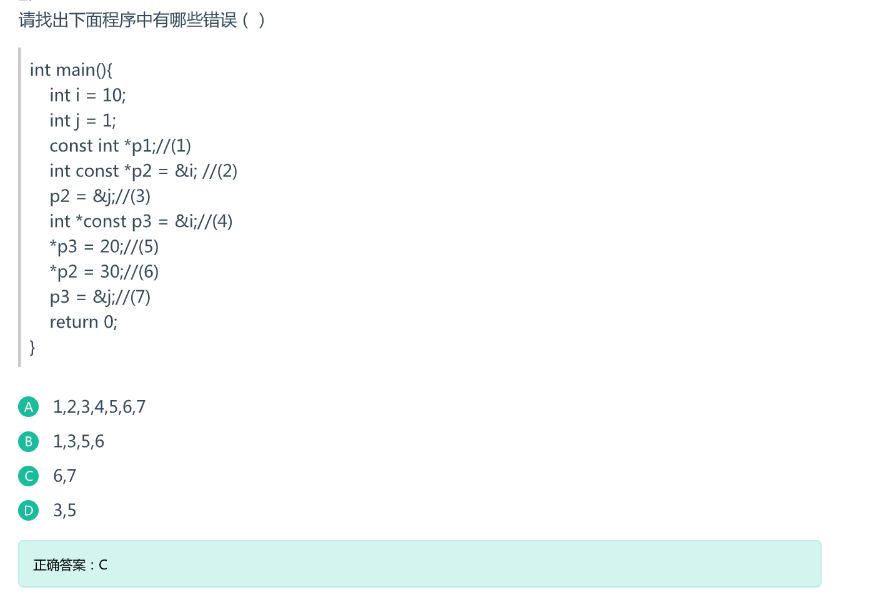 请找出下面程序中有哪些错误（ ）
int main(){
int i = 10;
int j = 1;
const int *p1;//(1)
int const *p2 = &i; //(2)
p2 = &j;//(3)
int *const p3 = &i;//(4)
*p3 = 20;//(5)
*p2 = 30;//(6)
p3 = &j;//(7)
return 0;
}
A 1,2,3,4,5,6,7
B 1,3,5,6
C 6,7
D 3,5
正确答案：C